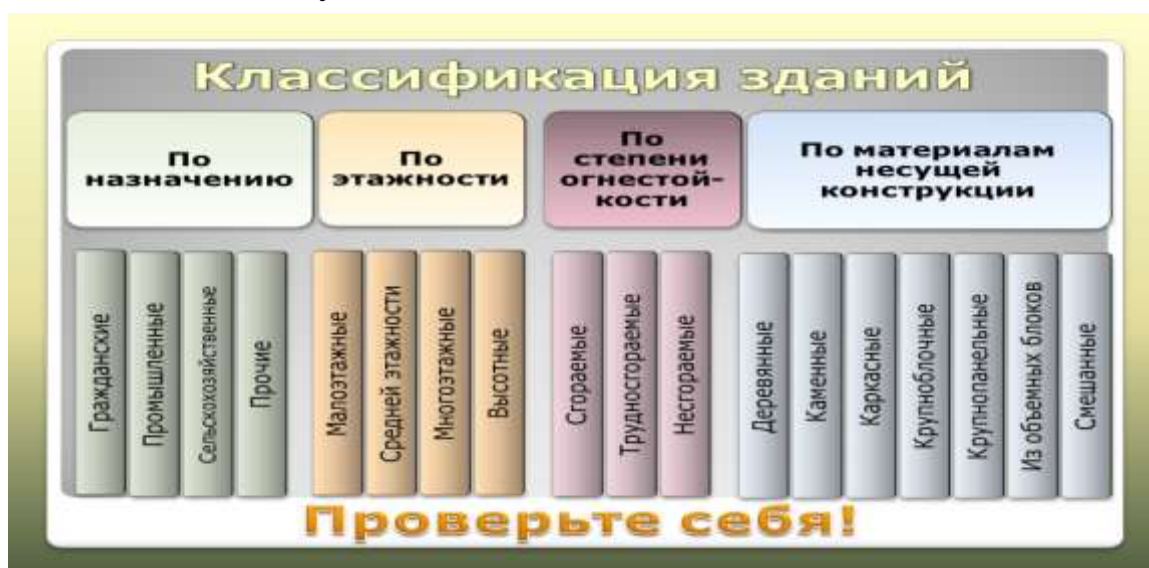 Классификация зданий
По
назначению
По
этажности
По
степени
огнестой-
кости
По материалам
несущей
конструкции
Гражданские
Промышленные
Сельскохозяйственные
Прочие
Малоэтажные
Средней этажности
Многоэтажные
Высотные
Сгораемые
Трудносгораемые
Несгораемые
Деревянные
Каменные
Каркасные
Крупноблочные
Крупнопанельные
Из объемных блоков
Смешанные
Проверьте себя!